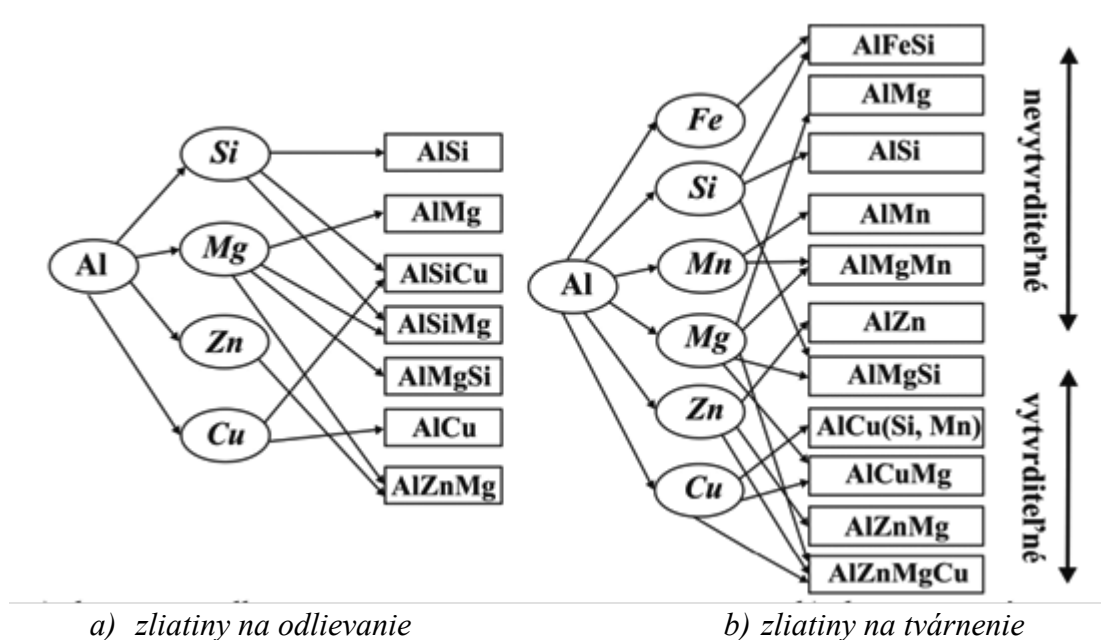 Al
Si
Mg
Zn
Cu
AlSi
AlMg
AlSiCu
AlSiMg
AlMgSi
AlCu
AlZnMg
Al
Fe
Si
Mn
Mg
Zn
Cu
AlFeSi
AlMg
AlSi
AlMn
AlMgMn
AlZn
AlMgSi
AlCu(Si, Mn)
AlCuMg
AlZnMg
AlZnMgCu
nevytvrditeľné
vytvrditeľné
a) zliatiny na odlievanie
b) zliatiny na tvárnenie